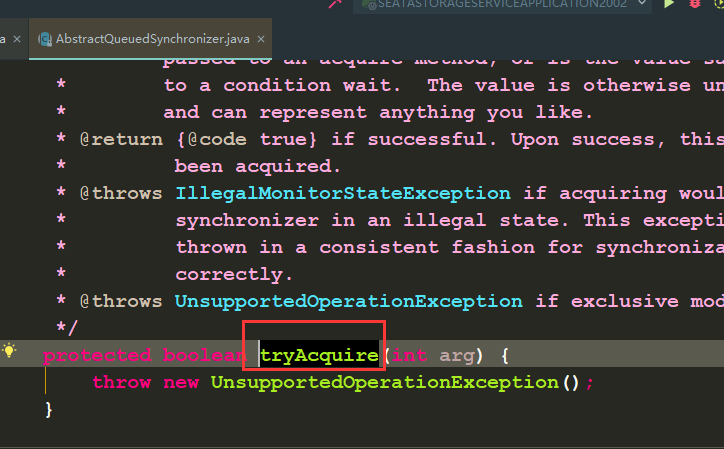 SEATASTORAGESERVICEAPPLICATION2002
a × AbstractQueuedSynchronizer.java ×
passed to an acquire method, or is the value
* to a condition wait. The value is otherwise un
* and can represent anything you like.
* @return {@code true} if successful. Upon success, this
* been acquired.
* @throws IllegalMonitorStateException if acquiring woul
* synchronizer in an illegal state. This excepti
* thrown in a consistent fashion for synchroniza
* correctly.
* @throws UnsupportedOperationException if exclusive mod
*/
protected boolean tryAcquire(int arg) {
throw new UnsupportedOperationException();
}